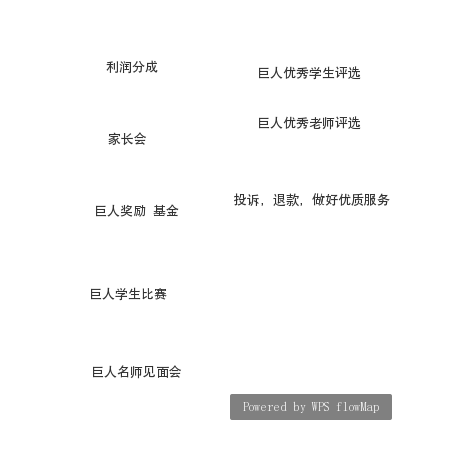 利润分成
家长会
巨人奖励 基金
巨人学生比赛
巨人名师见面会
巨人优秀学生评选
巨人优秀老师评选
投诉, 退款, 做好优质服务
Powered by WPS flowMap